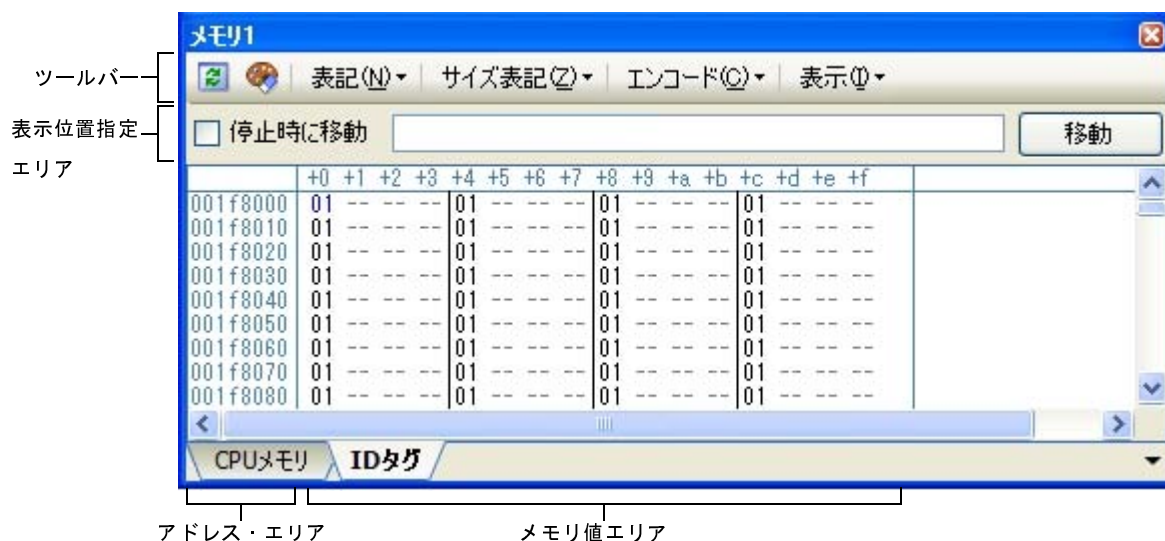 メモリ1
ツールバー
表記(N) サイズ表記(Z) エンコード(C) 表示(I)
表示位置指定
エリア
停止時に移動 移動
+0 +1 +2 +3 +4 +5 +6 +7 +8 +9 +a +b +c +d +e +f
001f8000 01 -- -- -- 01 -- -- -- 01 -- -- -- 01 -- -- --
001f8010 01 -- -- -- 01 -- -- -- 01 -- -- -- 01 -- -- --
001f8020 01 -- -- -- 01 -- -- -- 01 -- -- -- 01 -- -- --
001f8030 01 -- -- -- 01 -- -- -- 01 -- -- -- 01 -- -- --
001f8040 01 -- -- -- 01 -- -- -- 01 -- -- -- 01 -- -- --
001f8050 01 -- -- -- 01 -- -- -- 01 -- -- -- 01 -- -- --
001f8060 01 -- -- -- 01 -- -- -- 01 -- -- -- 01 -- -- --
001f8070 01 -- -- -- 01 -- -- -- 01 -- -- -- 01 -- -- --
001f8080 01 -- -- -- 01 -- -- -- 01 -- -- -- 01 -- -- --
CPUメモリ IDタグ
アドレス・エリア メモリ値エリア